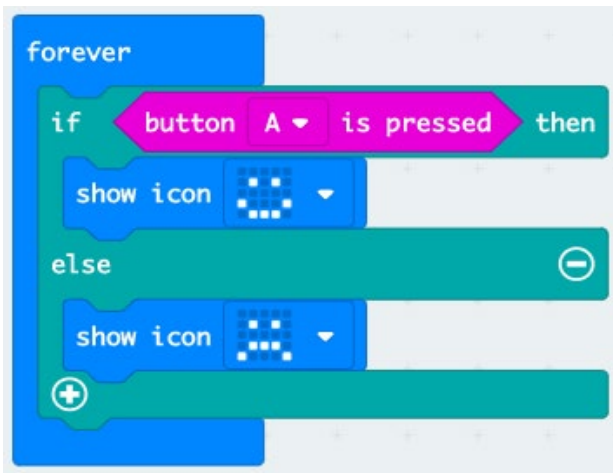 forever
if button A is pressed then
show icon
else
show icon